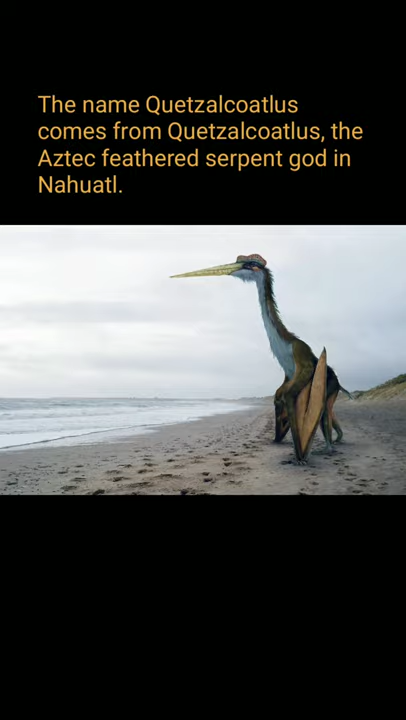 The name Quetzalcoatlus
comes from Quetzalcoatlus, the
Aztec feathered serpent god in
Nahuatl.